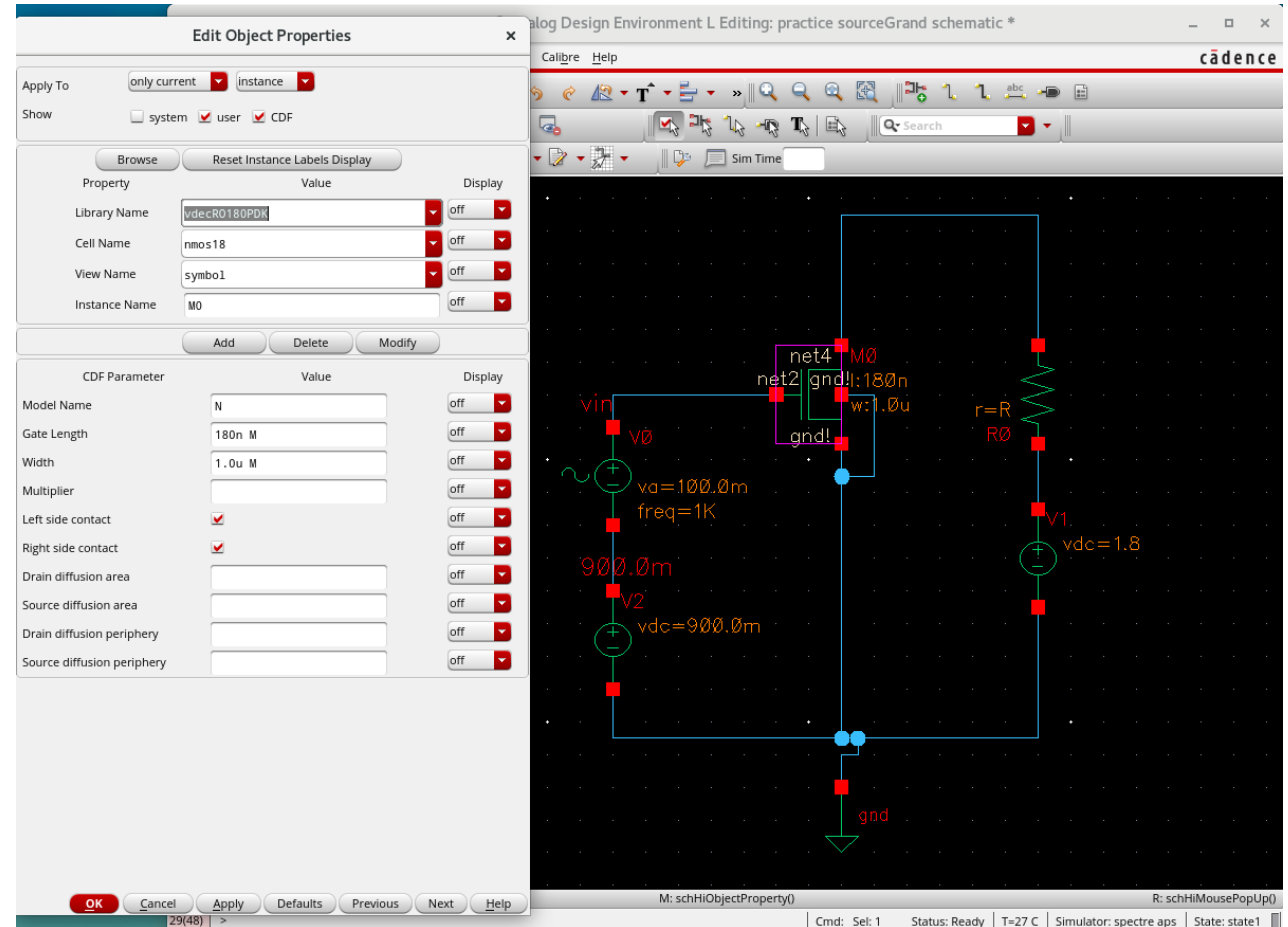 Edit Object Properties ×
alog Design Environment L Editing: practice sourceGrand schematic *
Calibre Help
cādence
Apply To only current instance
Show system user CDF
Search
Sim Time
Browse Reset Instance Labels Display
Property Value Display
Library Name vdecRO180PDK off
Cell Name nmos18 off
View Name symbol off
Instance Name M0 off
Add Delete Modify
CDF Parameter Value Display
Model Name N off
Gate Length 180n M off
Width 1.0u M off
Multiplier off
Left side contact off
Right side contact off
Drain diffusion area off
Source diffusion area off
Drain diffusion periphery off
Source diffusion periphery off
OK Cancel Apply Defaults Previous Next Help
net4 M0
net2 gnd! l:180n
w:1.0u
gnd!
vin
V0
va=100.0m
freq=1K
900.0m
V2
vdc=900.0m
r=R
R0
V1
vdc=1.8
gnd
M: schHiObjectProperty() R: schHiMousePopUp()
29(48) >
Cmd: Sel: 1 Status: Ready T=27 C Simulator: spectre aps State: state1